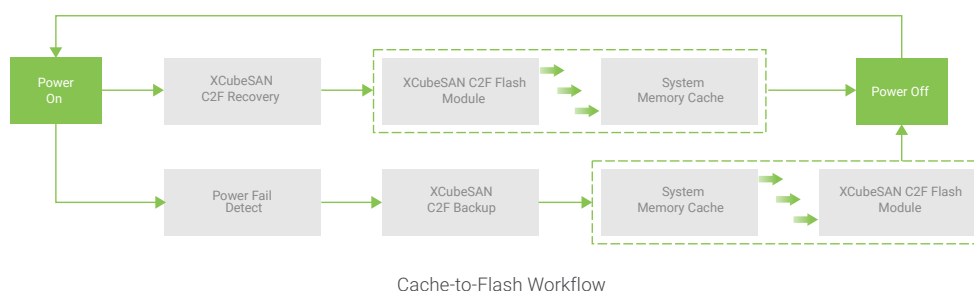 Power
On
XCubeSAN
C2F Recovery
XCubeSAN C2F Flash
Module
System
Memory Cache
Power Off
Power Fail
Detect
XCubeSAN
C2F Backup
System
Memory Cache
XCubeSAN C2F Flash
Module
Cache-to-Flash Workflow